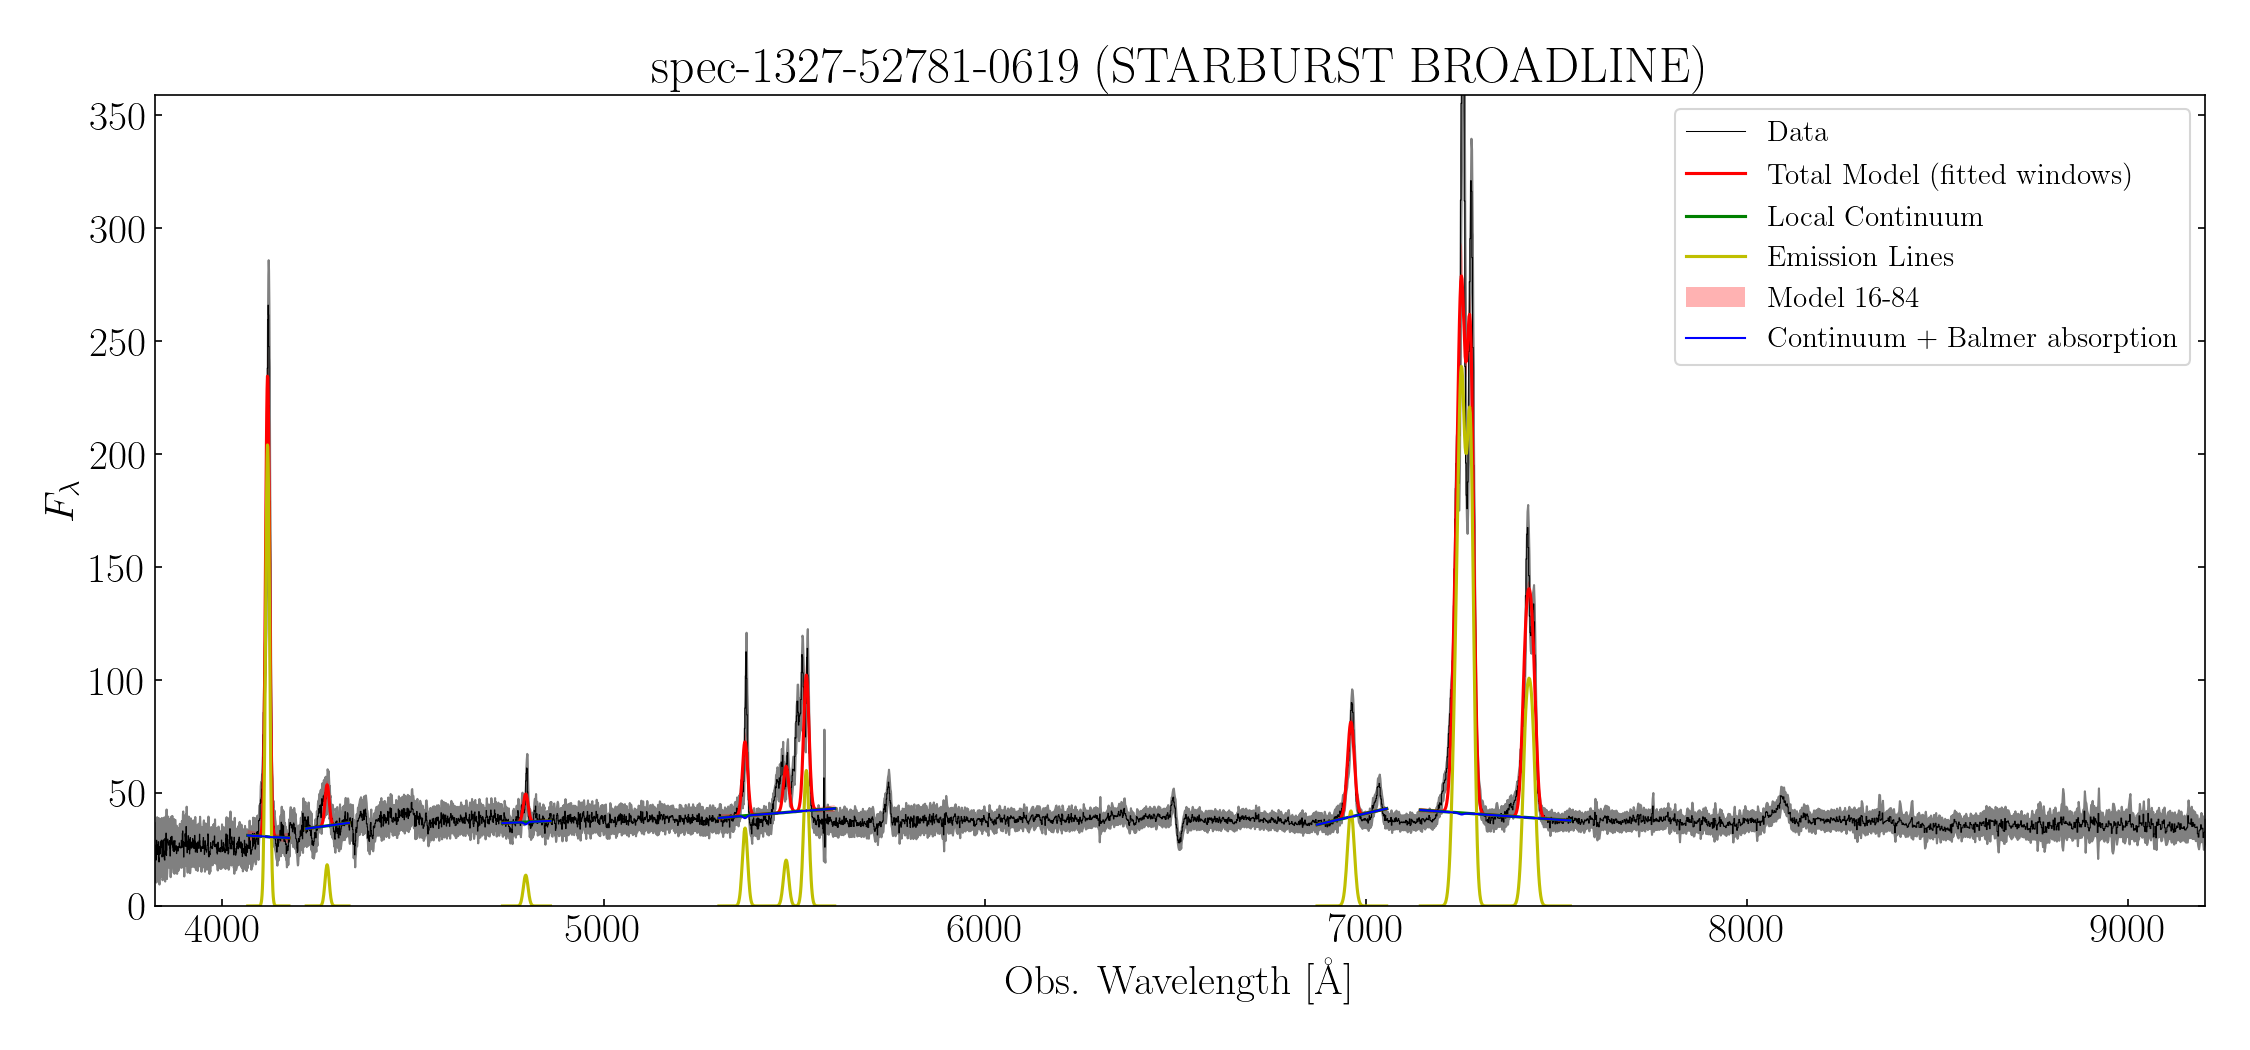 spec-1327-52781-0619 (STARBURST BROADLINE)
350
300
250
200
150
100
50
0
Fλ
Data
Total Model (fitted windows)
Local Continuum
Emission Lines
Model 16-84
Continuum + Balmer absorption
4000 5000 6000 7000 8000 9000
Obs. Wavelength [Å]